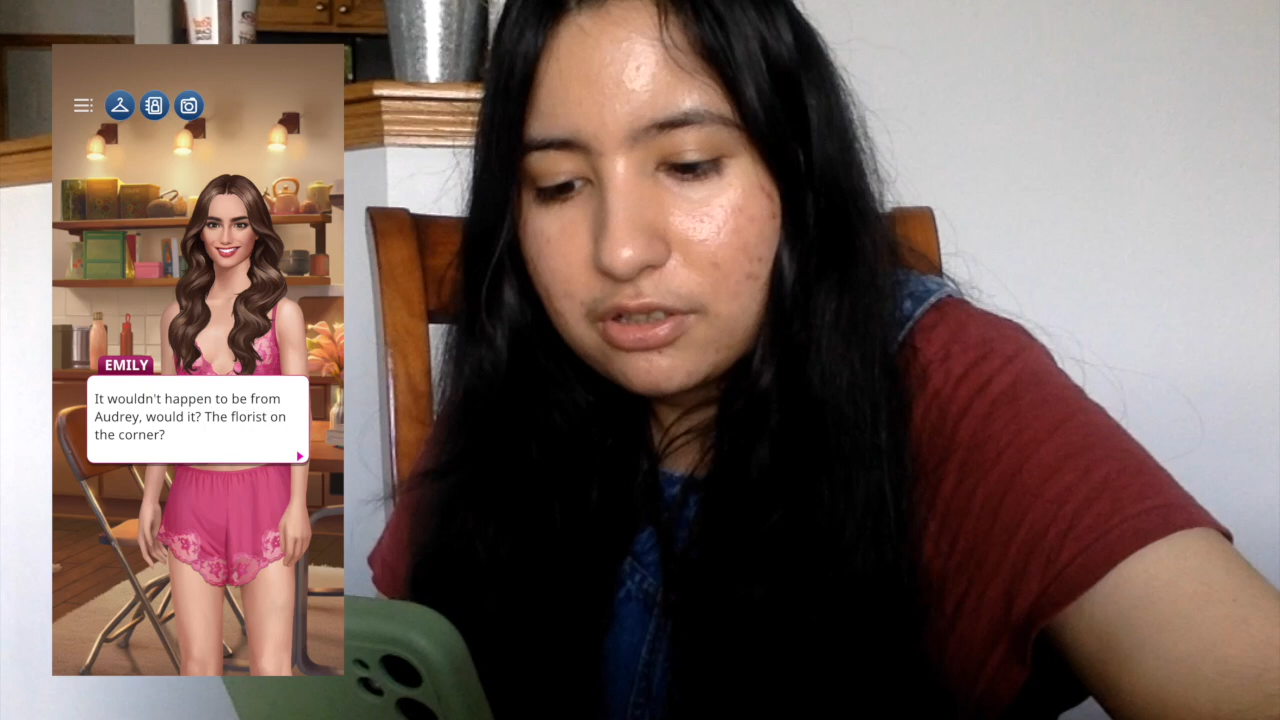 EMILY
It wouldn't happen to be from
Audrey, would it? The florist on
the corner?